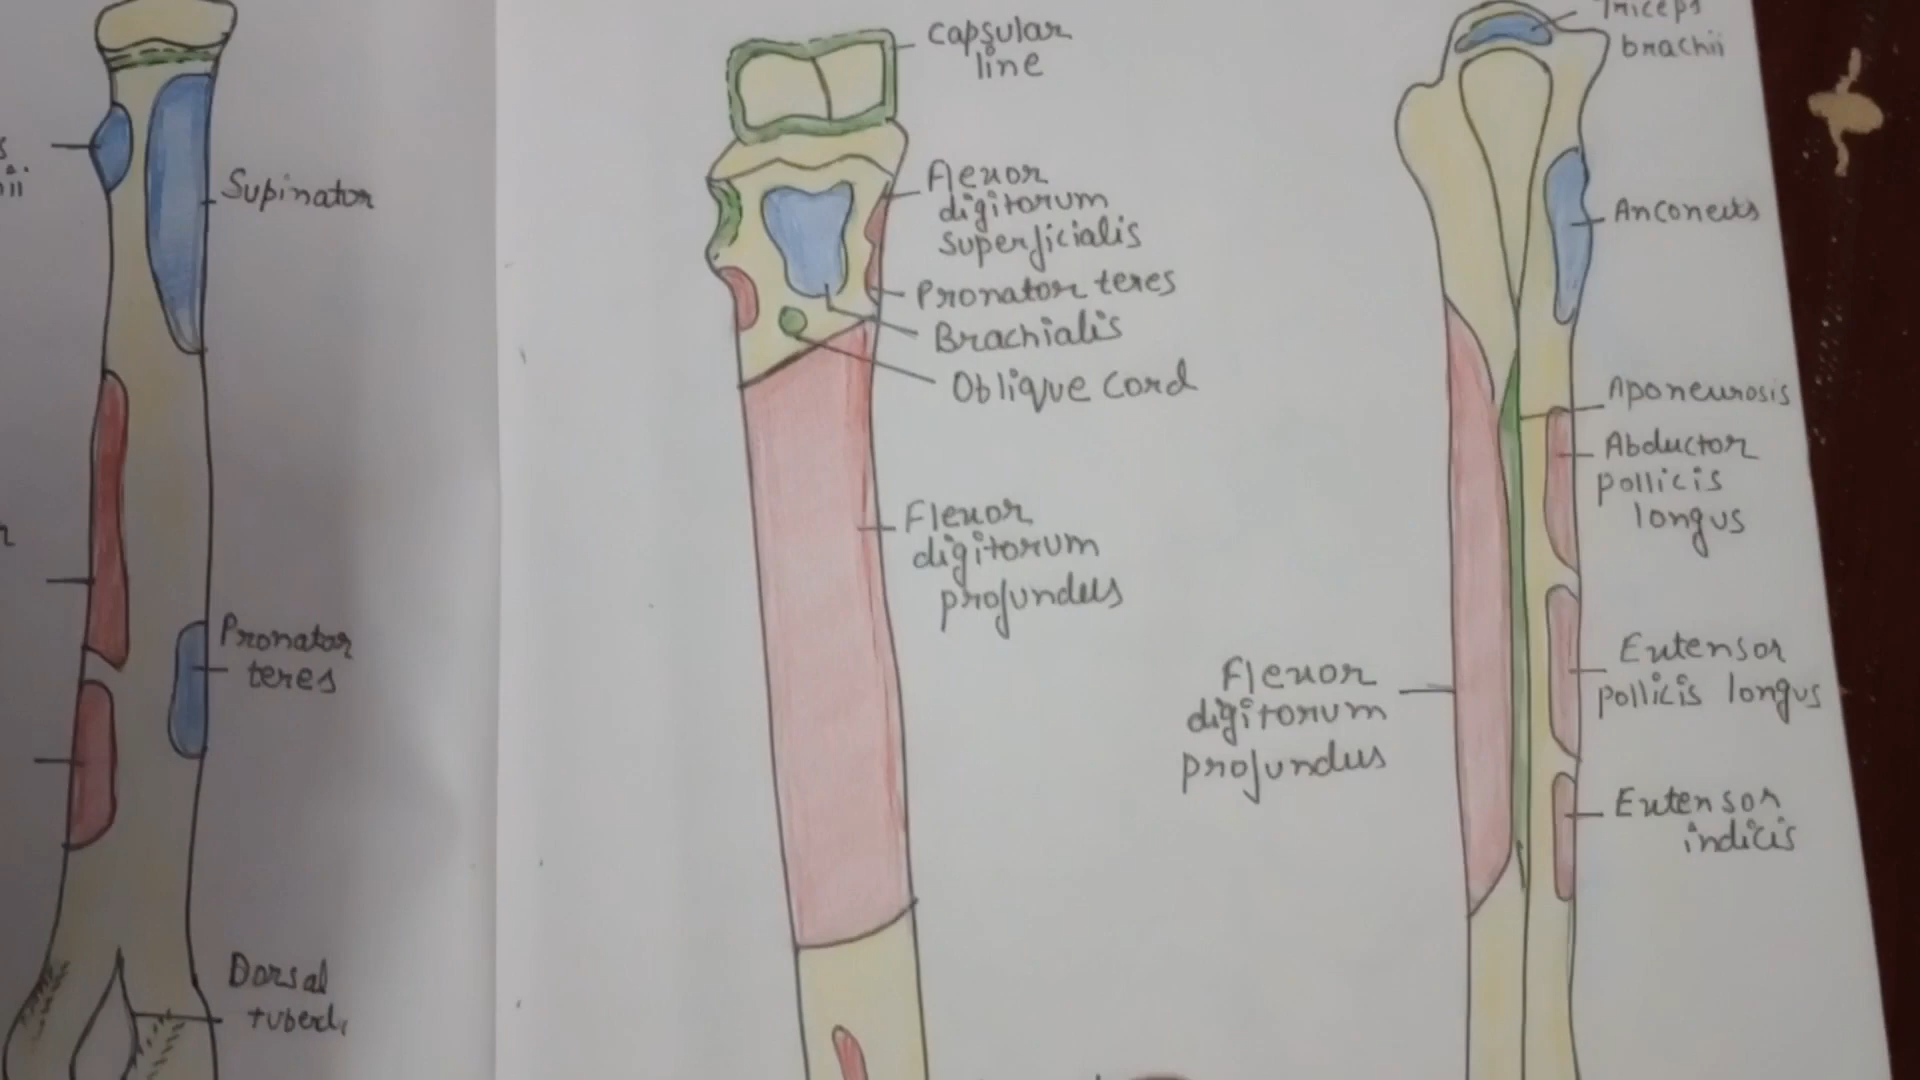 Supinator
Pronator
teres
Dorsal
capsular
line
Flexor
digitorum
superficialis
Pronator teres
Brachialis
Oblique cord
Flexor
digitorum
profundus
Flexor
digitorum
profundus
Triceps
brachii
Anconeus
Aponeurosis
Abductor
pollicis
longus
Extensor
pollicis longus
Extensor
indicis